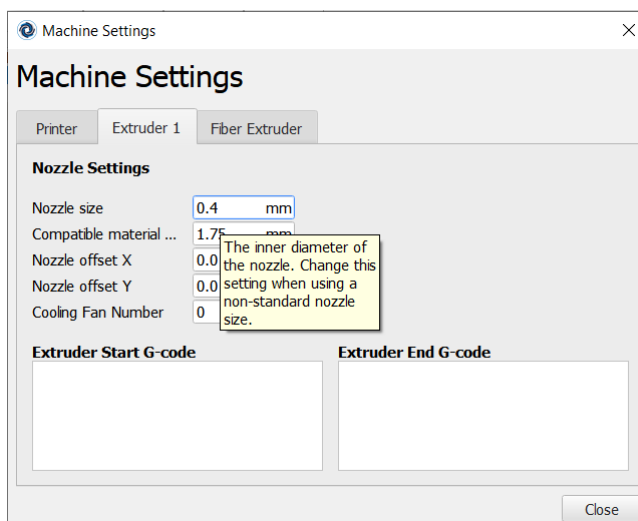 Machine Settings
Machine Settings
Printer Extruder 1 Fiber Extruder
Nozzle Settings
Nozzle size 0.4 mm
Compatible material ... 1.75 mm
Nozzle offset X 0.0
Nozzle offset Y 0.0
Cooling Fan Number 0
The inner diameter of
the nozzle. Change this
setting when using a
non-standard nozzle
size.
Extruder Start G-code Extruder End G-code
Close